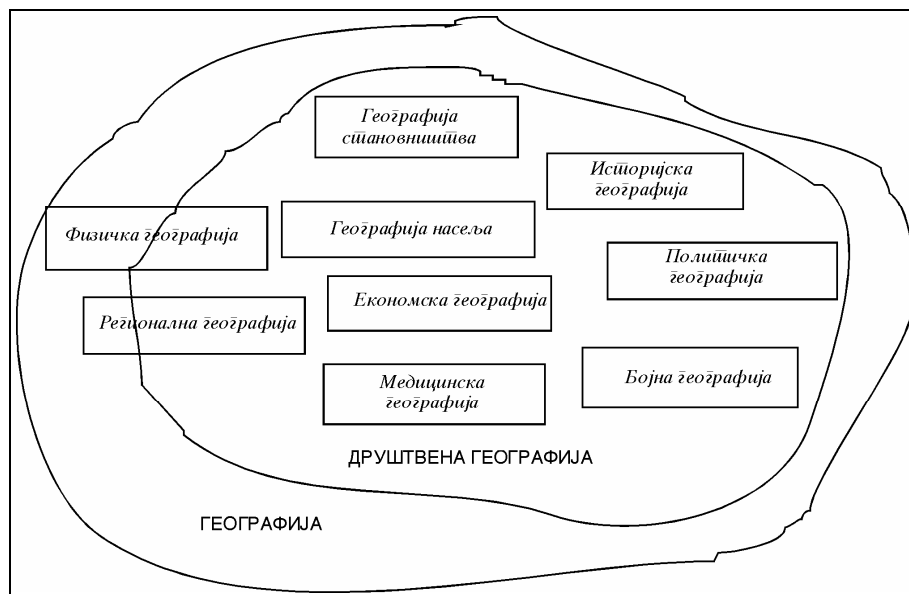 Географија
становништва
Историјска
географија
Физичка географија
Географија насеља
Политичка
географија
Економска географија
Регионална географија
Медицинска
географија
Бојна географија
ДРУШТВЕНА ГЕОГРАФИЈА
ГЕОГРАФИЈА